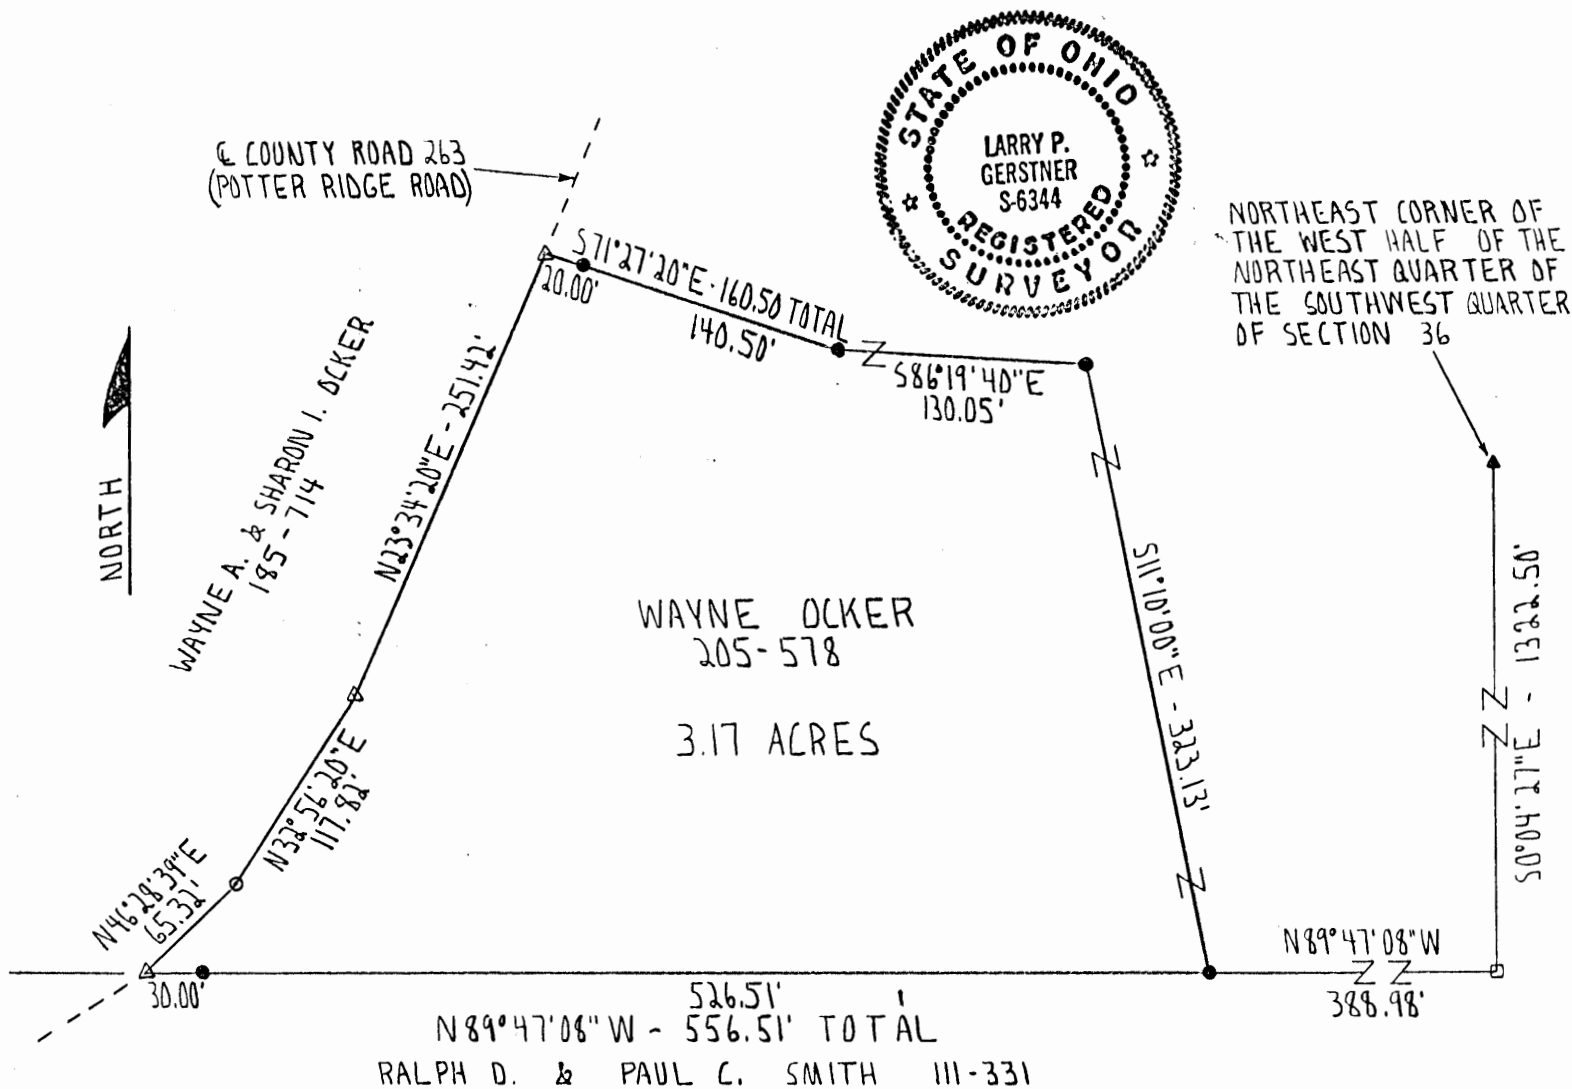 STATE OF OHIO
LARRY P.
GERSTNER
S-6344
REGISTERED
SURVEYOR
℄ COUNTY ROAD 263
(POTTER RIDGE ROAD)
NORTHEAST CORNER OF
THE WEST HALF OF THE
NORTHEAST QUARTER OF
THE SOUTHWEST QUARTER
OF SECTION 36
S71°27'20"E - 160.50 TOTAL
20.00'
140.50'
S86°19'40"E
130.05'
NORTH
WAYNE A. & SHARON I. OCKER
185-714
N23°34'20"E - 251.42'
WAYNE OCKER
205-578
3.17 ACRES
S11°10'00"E - 323.13'
S0°04'27"E - 1322.50'
N32°56'20"E
117.82'
N46°28'39"E
65.32'
N89°47'08"W
388.98'
30.00'
526.51'
N89°47'08"W - 556.51' TOTAL
RALPH D. & PAUL C. SMITH 111-331